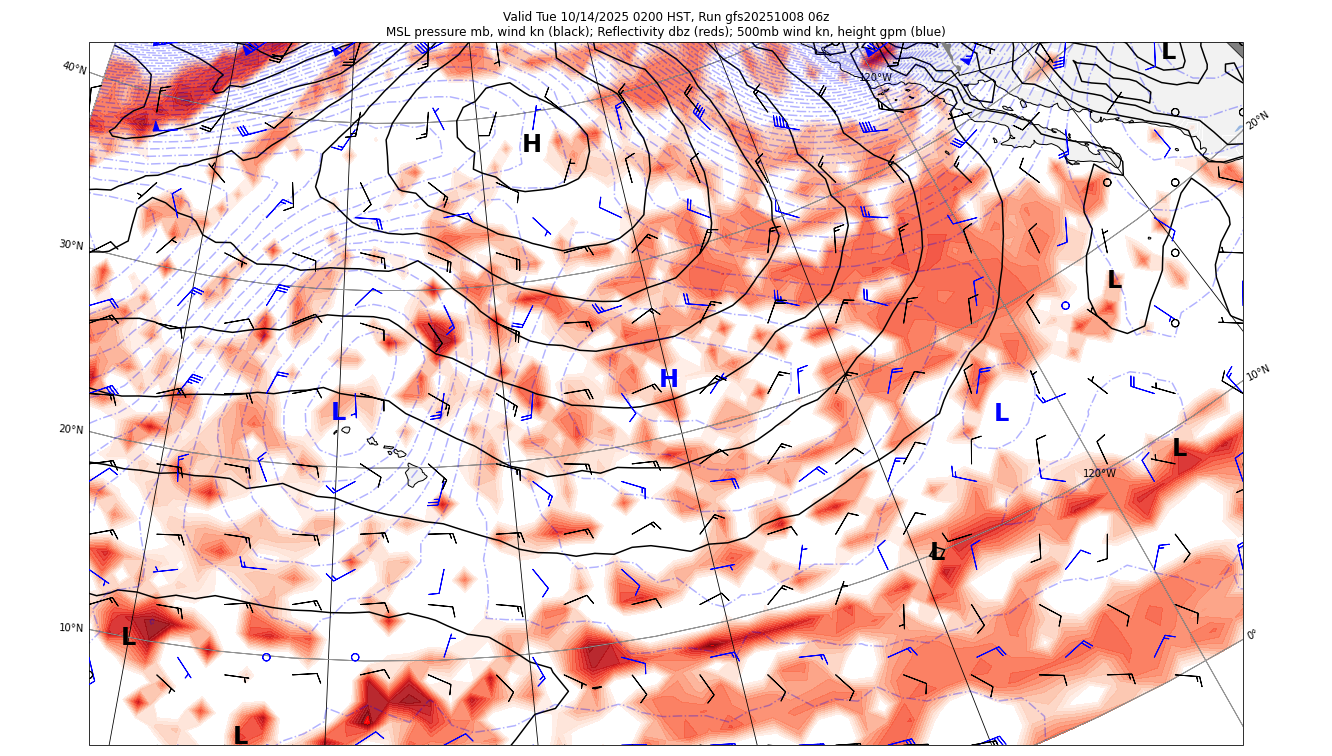 Valid Tue 10/14/2025 0200 HST, Run gfs20251008 06z
MSL pressure mb, wind kn (black); Reflectivity dbz (reds); 500mb wind kn, height gpm (blue)
L
40°N
120°W
20°N
H
30°N
L
H
10°N
L
L
20°N
L
120°W
L
10°N
L
0°
L